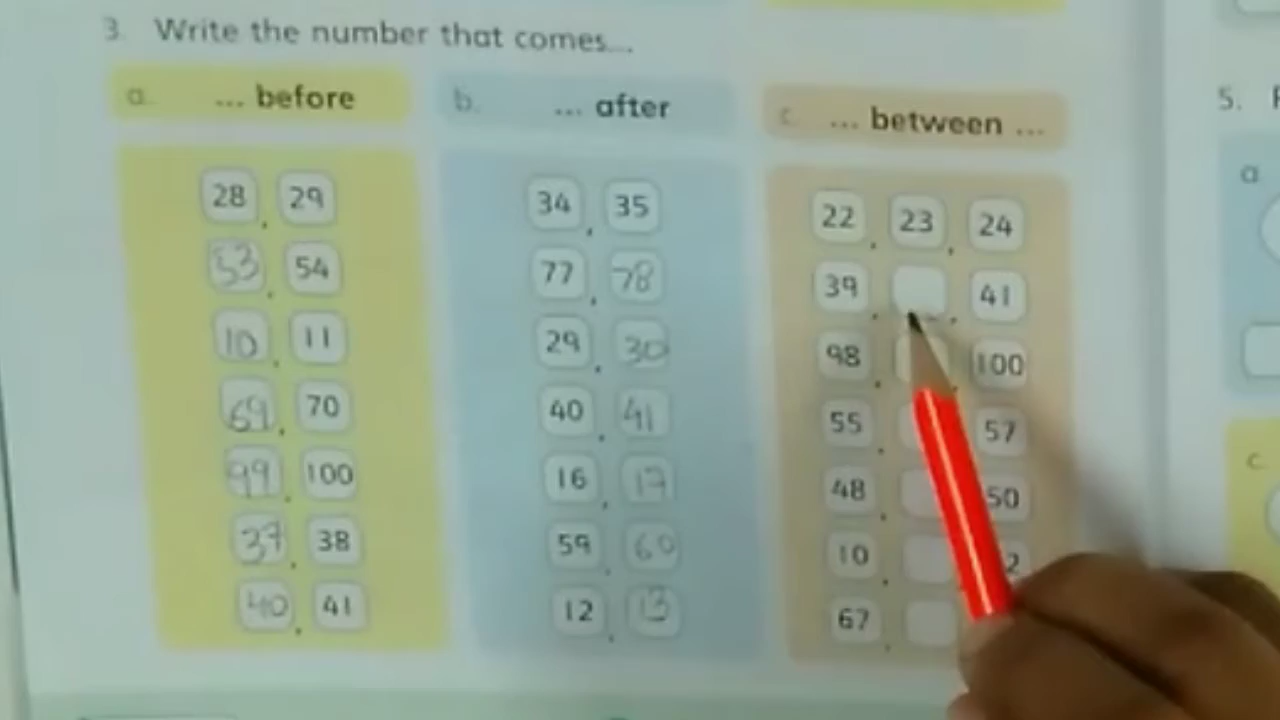 3. Write the number that comes...
a. ... before
b. ... after
c. ... between ...
5.
28, 29
34, 35
22, 23, 24
a
53, 54
77, 78
39, , 41
10, 11
29, 30
98, , 100
69, 70
40, 41
55, 57
c.
99, 100
16, 17
48, 50
37, 38
59, 60
10, 2
40, 41
12, 13
67,